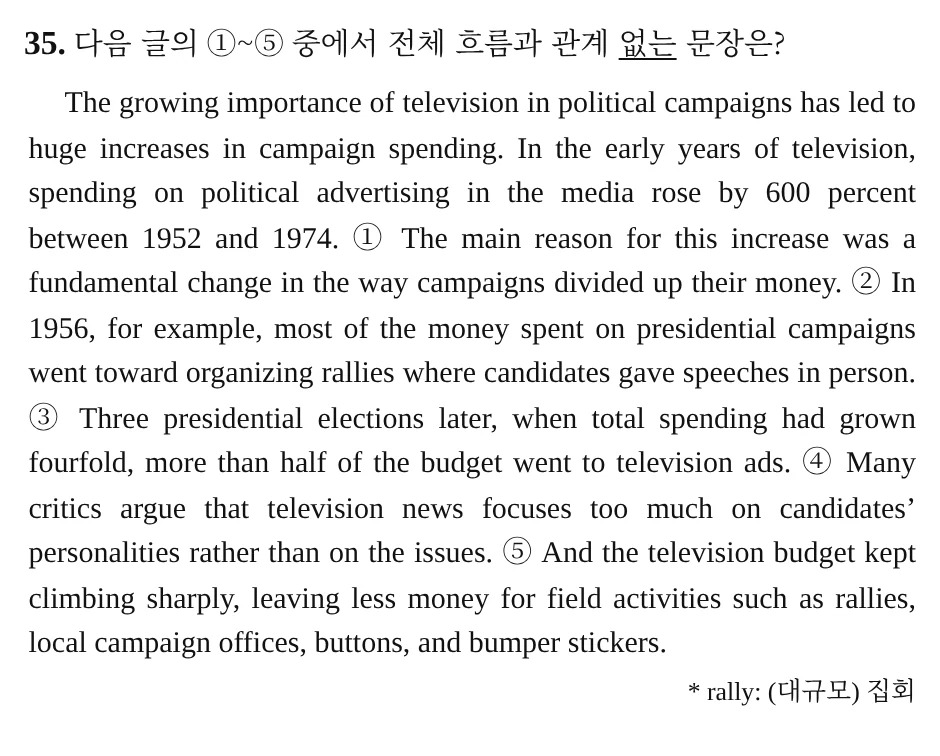 35. 다음 글의 ①~⑤ 중에서 전체 흐름과 관계 없는 문장은?
The growing importance of television in political campaigns has led to
huge increases in campaign spending. In the early years of television,
spending on political advertising in the media rose by 600 percent
between 1952 and 1974. ① The main reason for this increase was a
fundamental change in the way campaigns divided up their money. ② In
1956, for example, most of the money spent on presidential campaigns
went toward organizing rallies where candidates gave speeches in person.
③ Three presidential elections later, when total spending had grown
fourfold, more than half of the budget went to television ads. ④ Many
critics argue that television news focuses too much on candidates’
personalities rather than on the issues. ⑤ And the television budget kept
climbing sharply, leaving less money for field activities such as rallies,
local campaign offices, buttons, and bumper stickers.
* rally: (대규모) 집회